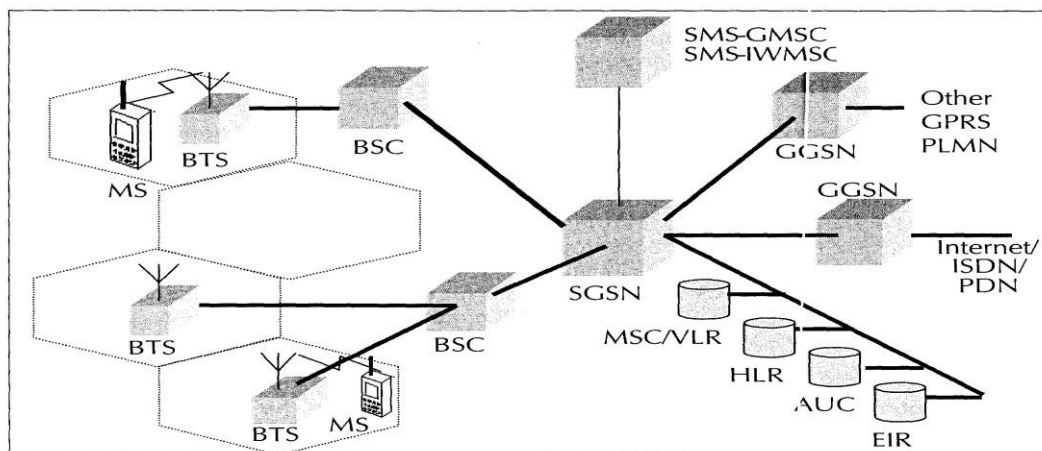 SMS-GMSC
SMS-IWMSC
Other
GPRS
PLMN
GGSN
BTS
BSC
MS
GGSN
Internet/
ISDN/
PDN
SGSN
MSC/VLR
BTS
BSC
HLR
AUC
BTS
MS
EIR